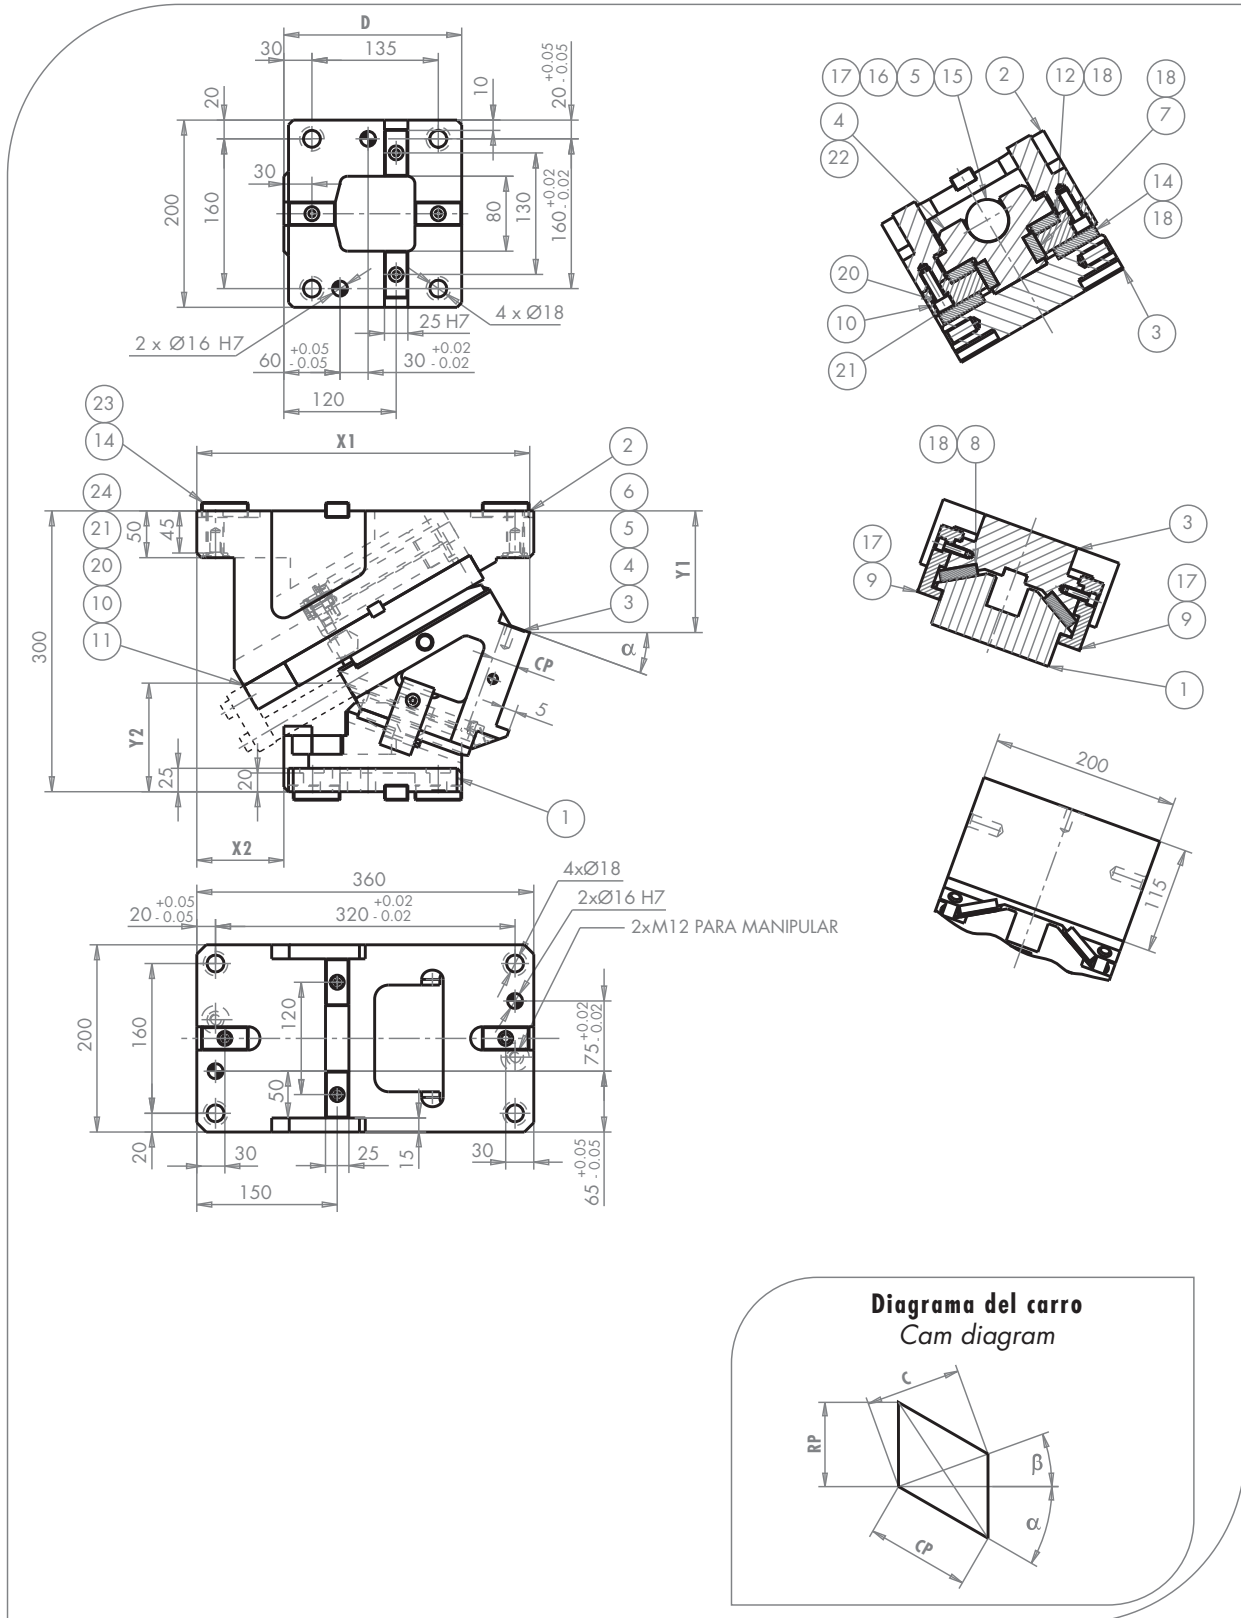 D
30
135
10
20 +0.05 -0.05
20
200
160
30
80
130
160 +0.02 -0.02
4 x Ø18
25 H7
2 x Ø16 H7
60 +0.05 -0.05
30 +0.02 -0.02
120
17 16 5 15 2 12 18
18
7
4
22
14
18
20
10
21
3
23
14
24
21
20
10
11
X1
2
6
5
4
3
50
45
300
Y1
α
CP
5
Y2
25
20
1
X2
18 8
3
17
9
17
9
1
200
115
360
20 +0.05 -0.05
320 +0.02 -0.02
4xØ18
2xØ16 H7
2xM12 PARA MANIPULAR
200
160
120
50
75 +0.02 -0.02
20
30
25
15
30
65 +0.05 -0.05
150
Diagrama del carro
Cam diagram
C
RP
β
α
CP